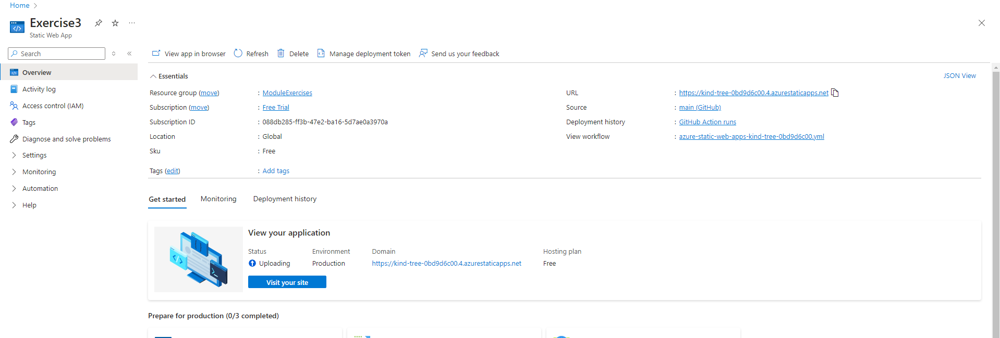 Home
Exercise3
Static Web App
Search
View app in browser Refresh Delete Manage deployment token Send us your feedback
Overview
Activity log
Access control (IAM)
Tags
Diagnose and solve problems
Settings
Monitoring
Automation
Help
Essentials
JSON View
Resource group (move) : ModuleExercises
Subscription (move) : Free Trial
Subscription ID : 088db285-ff3b-47e2-ba16-5d7ae0a3970a
Location : Global
Sku : Free
URL : https://kind-tree-0bd9d6c00.4.azurestaticapps.net
Source : main (GitHub)
Deployment history : GitHub Action runs
View workflow : azure-static-web-apps-kind-tree-0bd9d6c00.yml
Tags (edit) : Add tags
Get started Monitoring Deployment history
View your application
Status Environment Domain Hosting plan
Uploading Production https://kind-tree-0bd9d6c00.4.azurestaticapps.net Free
Visit your site
Prepare for production (0/3 completed)